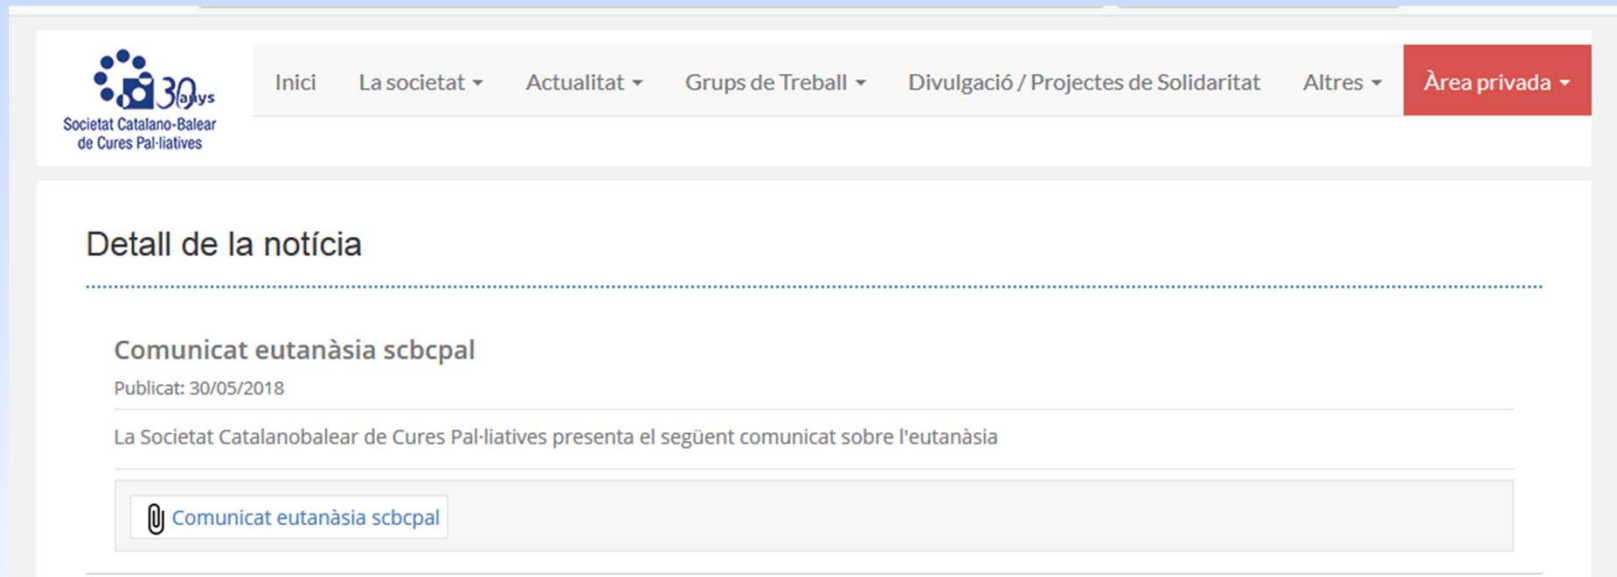 30 anys
Societat Catalano-Balear
de Cures Pal·liatives
Inici La societat Actualitat Grups de Treball Divulgació / Projectes de Solidaritat Altres Àrea privada
Detall de la notícia
Comunicat eutanàsia scbcpal
Publicat: 30/05/2018
La Societat Catalanobalear de Cures Pal·liatives presenta el següent comunicat sobre l'eutanàsia
Comunicat eutanàsia scbcpal